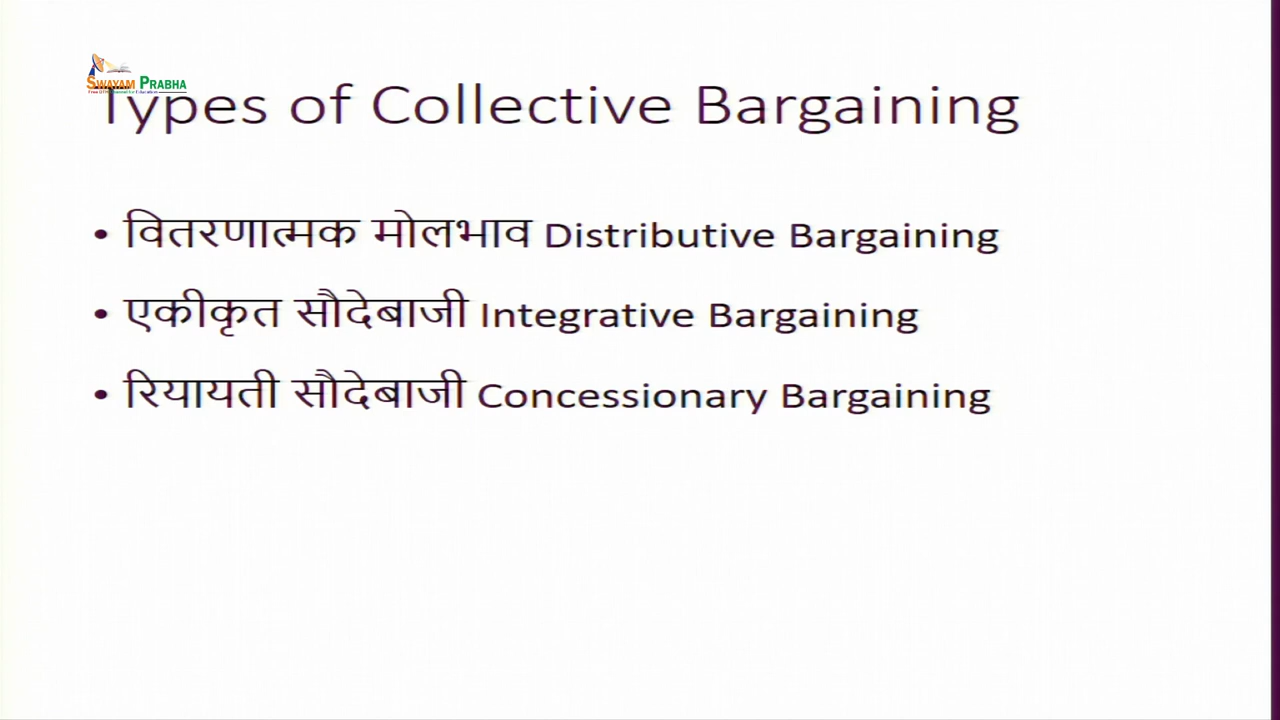 SWAYAM PRABHA
Types of Collective Bargaining
• वितरणात्मक मोलभाव Distributive Bargaining
• एकीकृत सौदेबाजी Integrative Bargaining
• रियायती सौदेबाजी Concessionary Bargaining